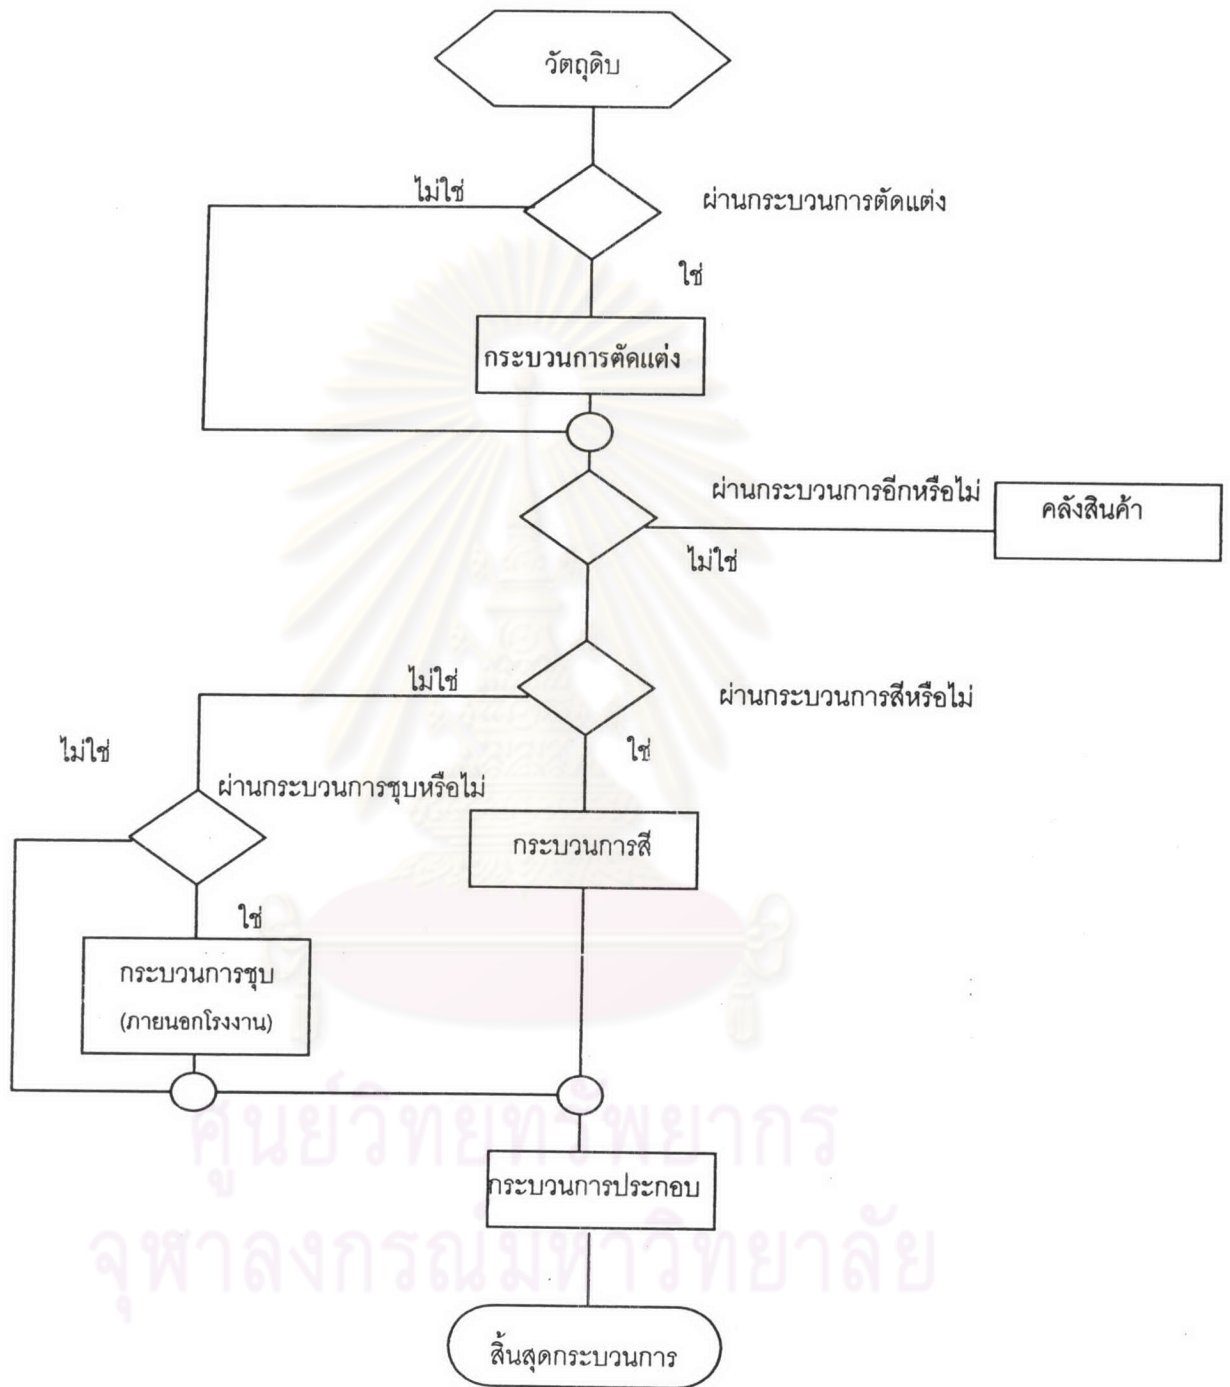 วัตถุดิบ
ไม่ใช่
ผ่านกระบวนการตัดแต่ง
ใช่
กระบวนการตัดแต่ง
ผ่านกระบวนการอีกหรือไม่
คลังสินค้า
ไม่ใช่
ไม่ใช่
ผ่านกระบวนการสีหรือไม่
ไม่ใช่
ใช่
ผ่านกระบวนการชุบหรือไม่
กระบวนการสี
ใช่
กระบวนการชุบ
(ภายนอกโรงงาน)
ศูนย์วิทยทรัพยากร
กระบวนการประกอบ
จุฬาลงกรณ์มหาวิทยาลัย
สิ้นสุดกระบวนการ